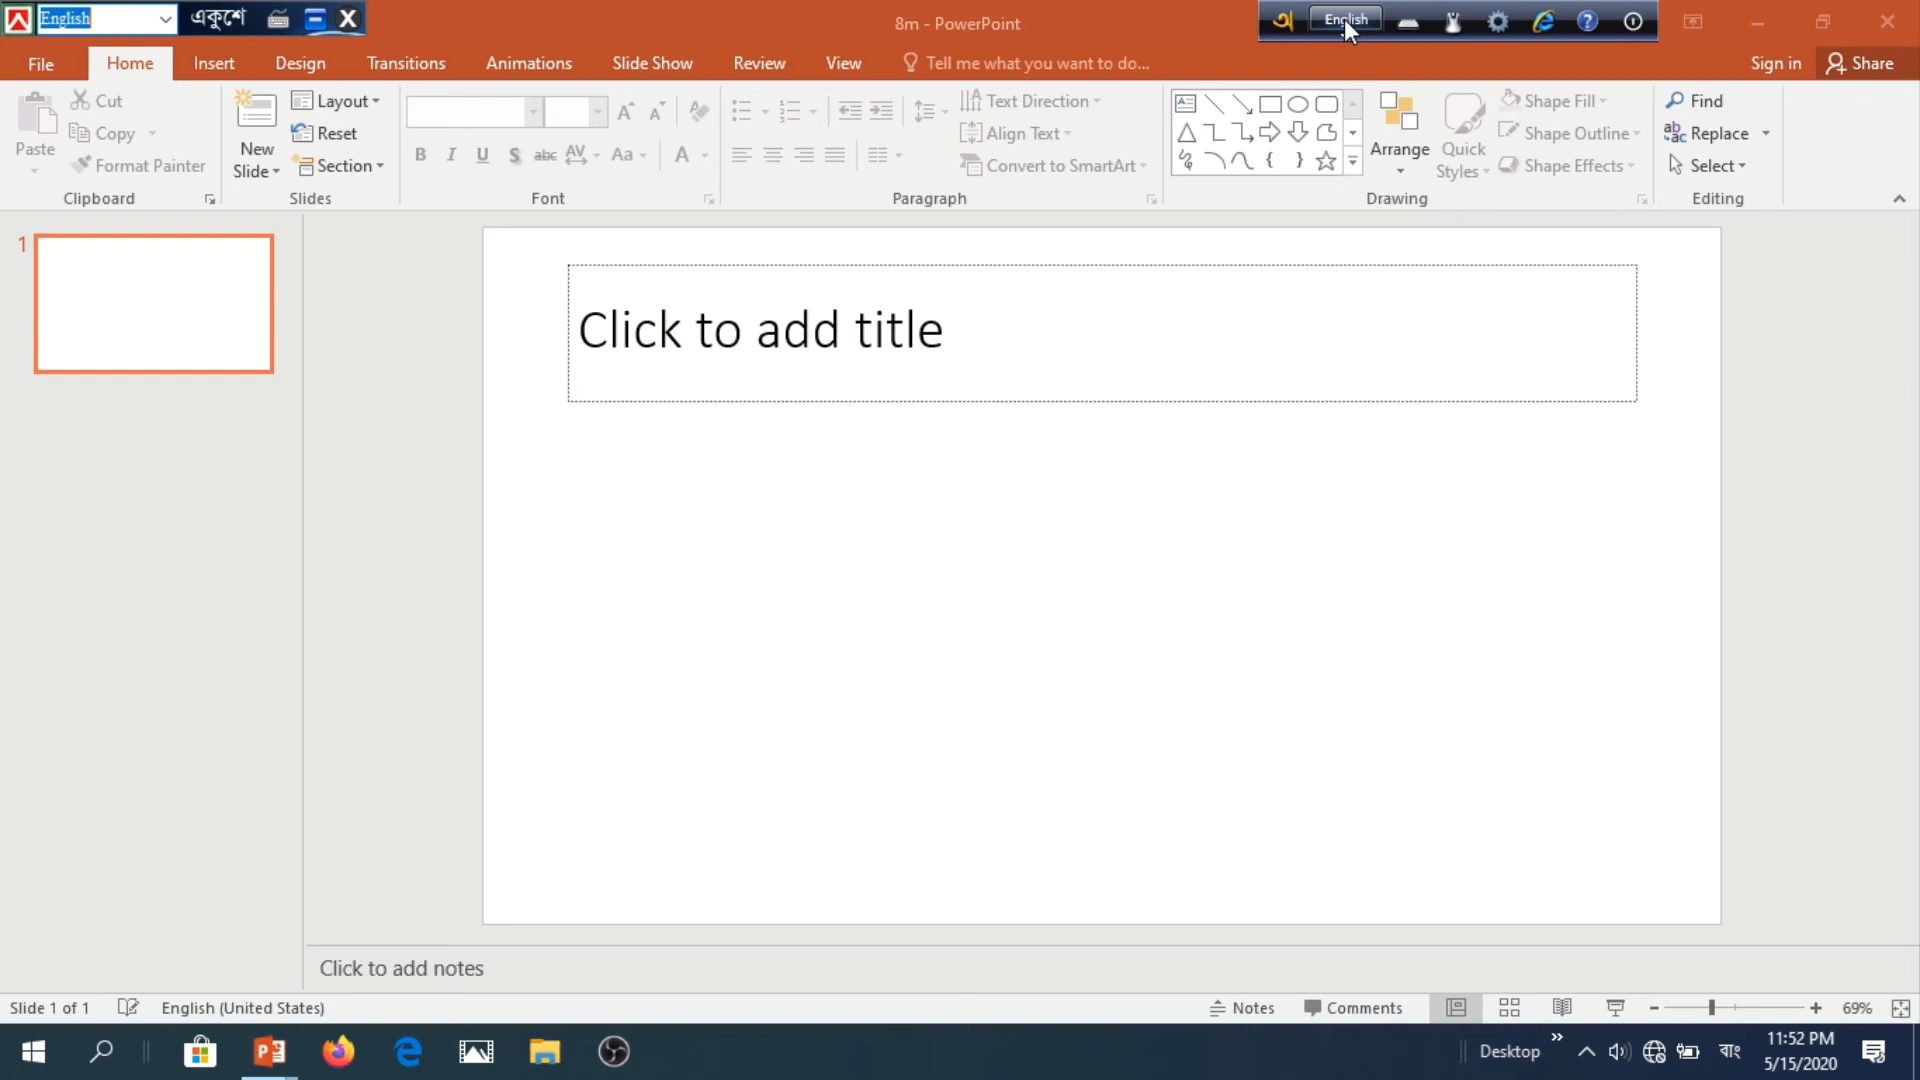 English একুশে
8m - PowerPoint
অ English
File Home Insert Design Transitions Animations Slide Show Review View Tell me what you want to do... Sign in Share
Paste
Cut
Copy
Format Painter
Clipboard
New Slide
Layout
Reset
Section
Slides
B I U S abc AV Aa A
Font
Text Direction
Align Text
Convert to SmartArt
Paragraph
Arrange
Quick Styles
Shape Fill
Shape Outline
Shape Effects
Drawing
Find
Replace
Select
Editing
1
Click to add title
Click to add notes
Slide 1 of 1 English (United States) Notes Comments 69%
Desktop বাং 11:52 PM
5/15/2020